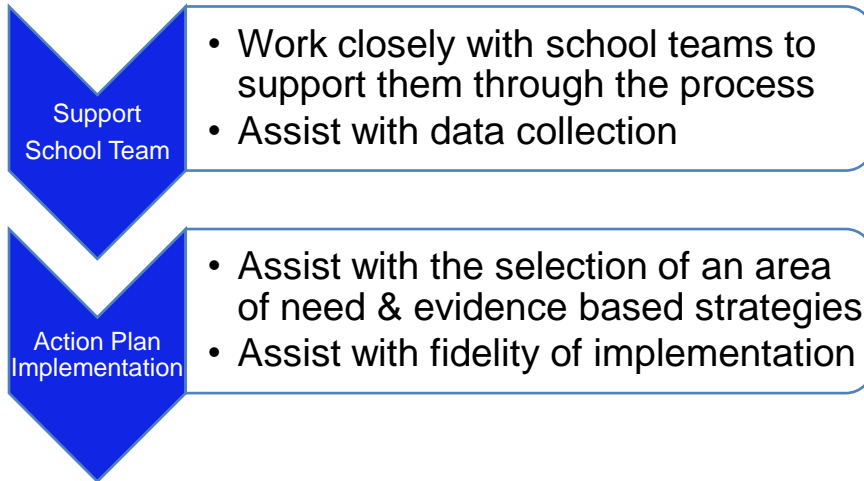 Support
School Team
• Work closely with school teams to
support them through the process
• Assist with data collection
Action Plan
Implementation
• Assist with the selection of an area
of need & evidence based strategies
• Assist with fidelity of implementation